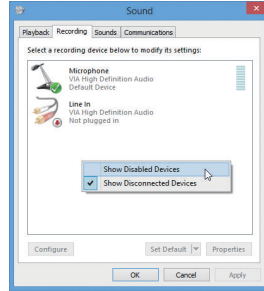 Sound
Playback Recording Sounds Communications
Select a recording device below to modify its settings:
Microphone
VIA High Definition Audio
Default Device
Line In
VIA High Definition Audio
Not plugged in
Show Disabled Devices
Show Disconnected Devices
Configure Set Default Properties
OK Cancel Apply